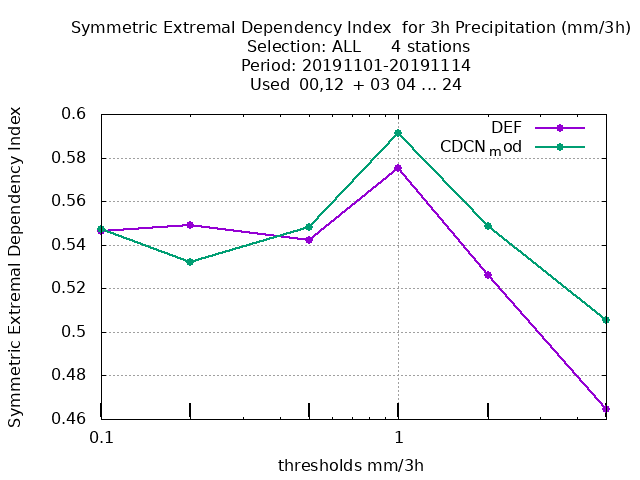 Symmetric Extremal Dependency Index  for 3h Precipitation (mm/3h)
Selection: ALL      4 stations
Period: 20191101-20191114
Used  00,12  + 03 04 ... 24
Symmetric Extremal Dependency Index
0.6
0.58
0.56
0.54
0.52
0.5
0.48
0.46
DEF
CDCN_mod
0.1
1
thresholds mm/3h